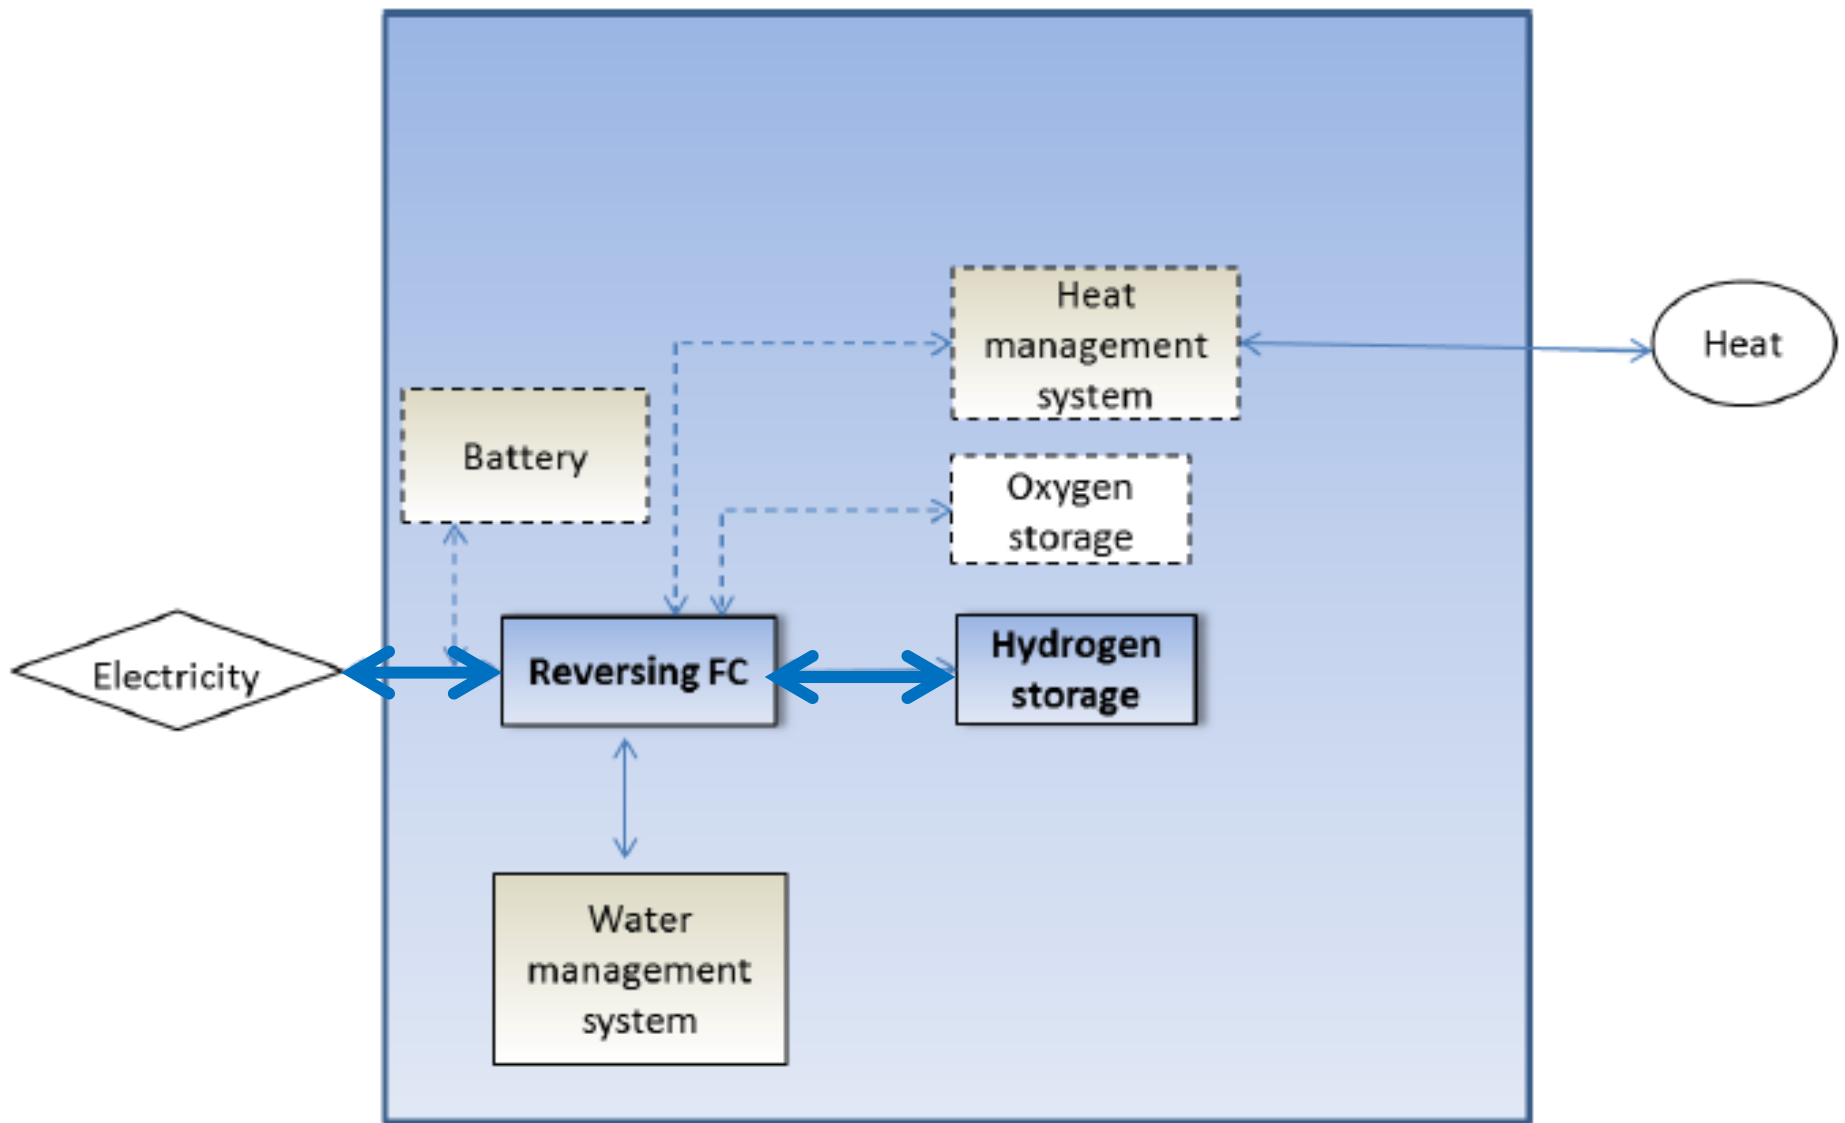 Heat
management
system
Heat
Battery
Oxygen
storage
Electricity
Reversing FC
Hydrogen
storage
Water
management
system